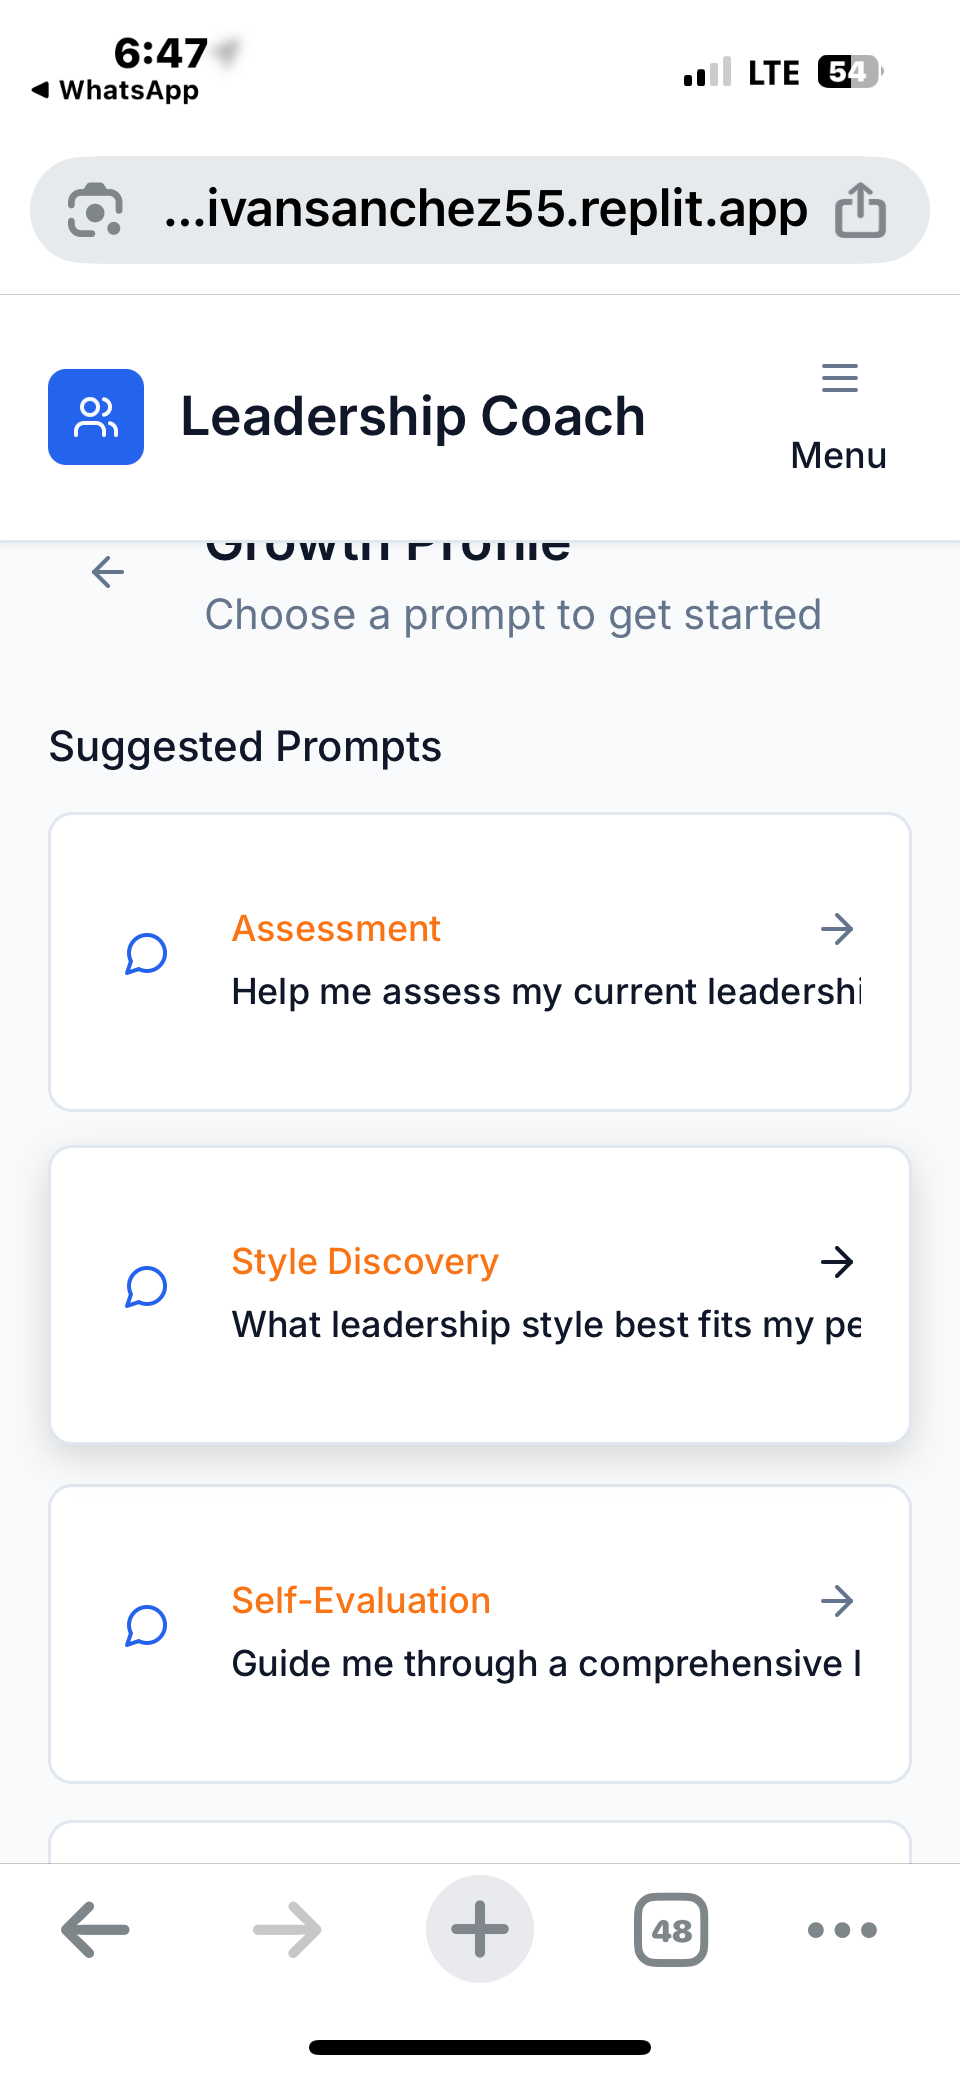 6:47
WhatsApp
LTE
54
...ivansanchez55.replit.app
Leadership Coach
Menu
Growth Profile
Choose a prompt to get started
Suggested Prompts
Assessment
Help me assess my current leadershi
Style Discovery
What leadership style best fits my pe
Self-Evaluation
Guide me through a comprehensive l
48